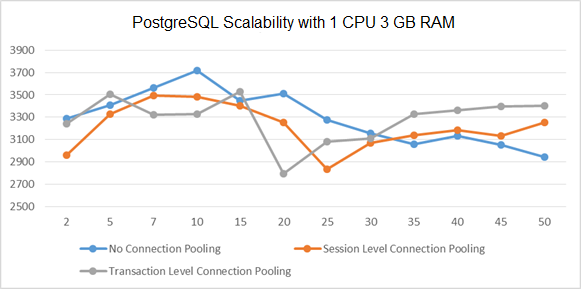 PostgreSQL Scalability with 1 CPU 3 GB RAM
3900
3700
3500
3300
3100
2900
2700
2500
2 5 7 10 15 20 25 30 35 40 45 50
No Connection Pooling Session Level Connection Pooling
Transaction Level Connection Pooling